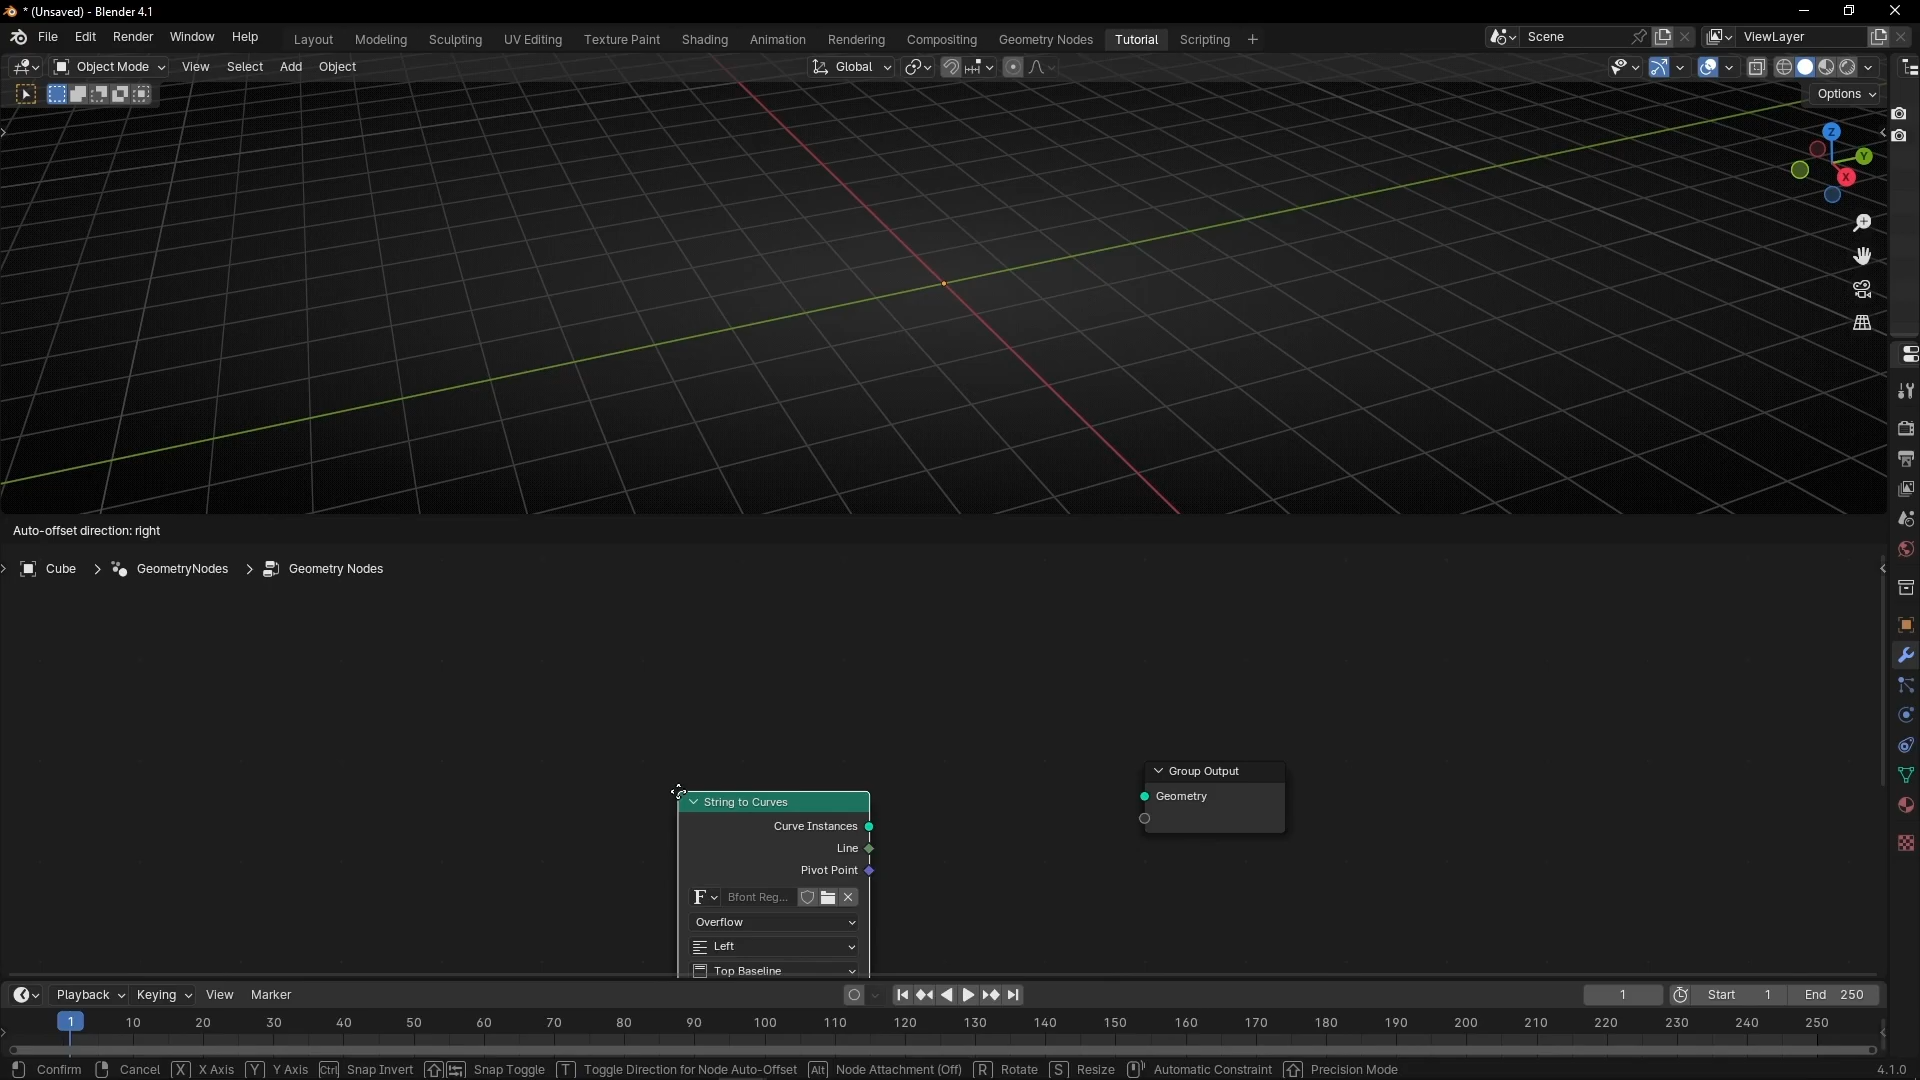 * (Unsaved) - Blender 4.1
File Edit Render Window Help Layout Modeling Sculpting UV Editing Texture Paint Shading Animation Rendering Compositing Geometry Nodes Tutorial Scripting + Scene ViewLayer
Object Mode View Select Add Object Global
Options
Z
Y
X
Auto-offset direction: right
Cube > GeometryNodes > Geometry Nodes
Group Output
Geometry
String to Curves
Curve Instances
Line
Pivot Point
F Bfont Reg...
Overflow
Left
Top Baseline
Playback Keying View Marker 1 Start 1 End 250
1 10 20 30 40 50 60 70 80 90 100 110 120 130 140 150 160 170 180 190 200 210 220 230 240 250
Confirm Cancel X X Axis Y Y Axis Ctrl Snap Invert Snap Toggle T Toggle Direction for Node Auto-Offset Alt Node Attachment (Off) R Rotate S Resize Automatic Constraint Precision Mode 4.1.0